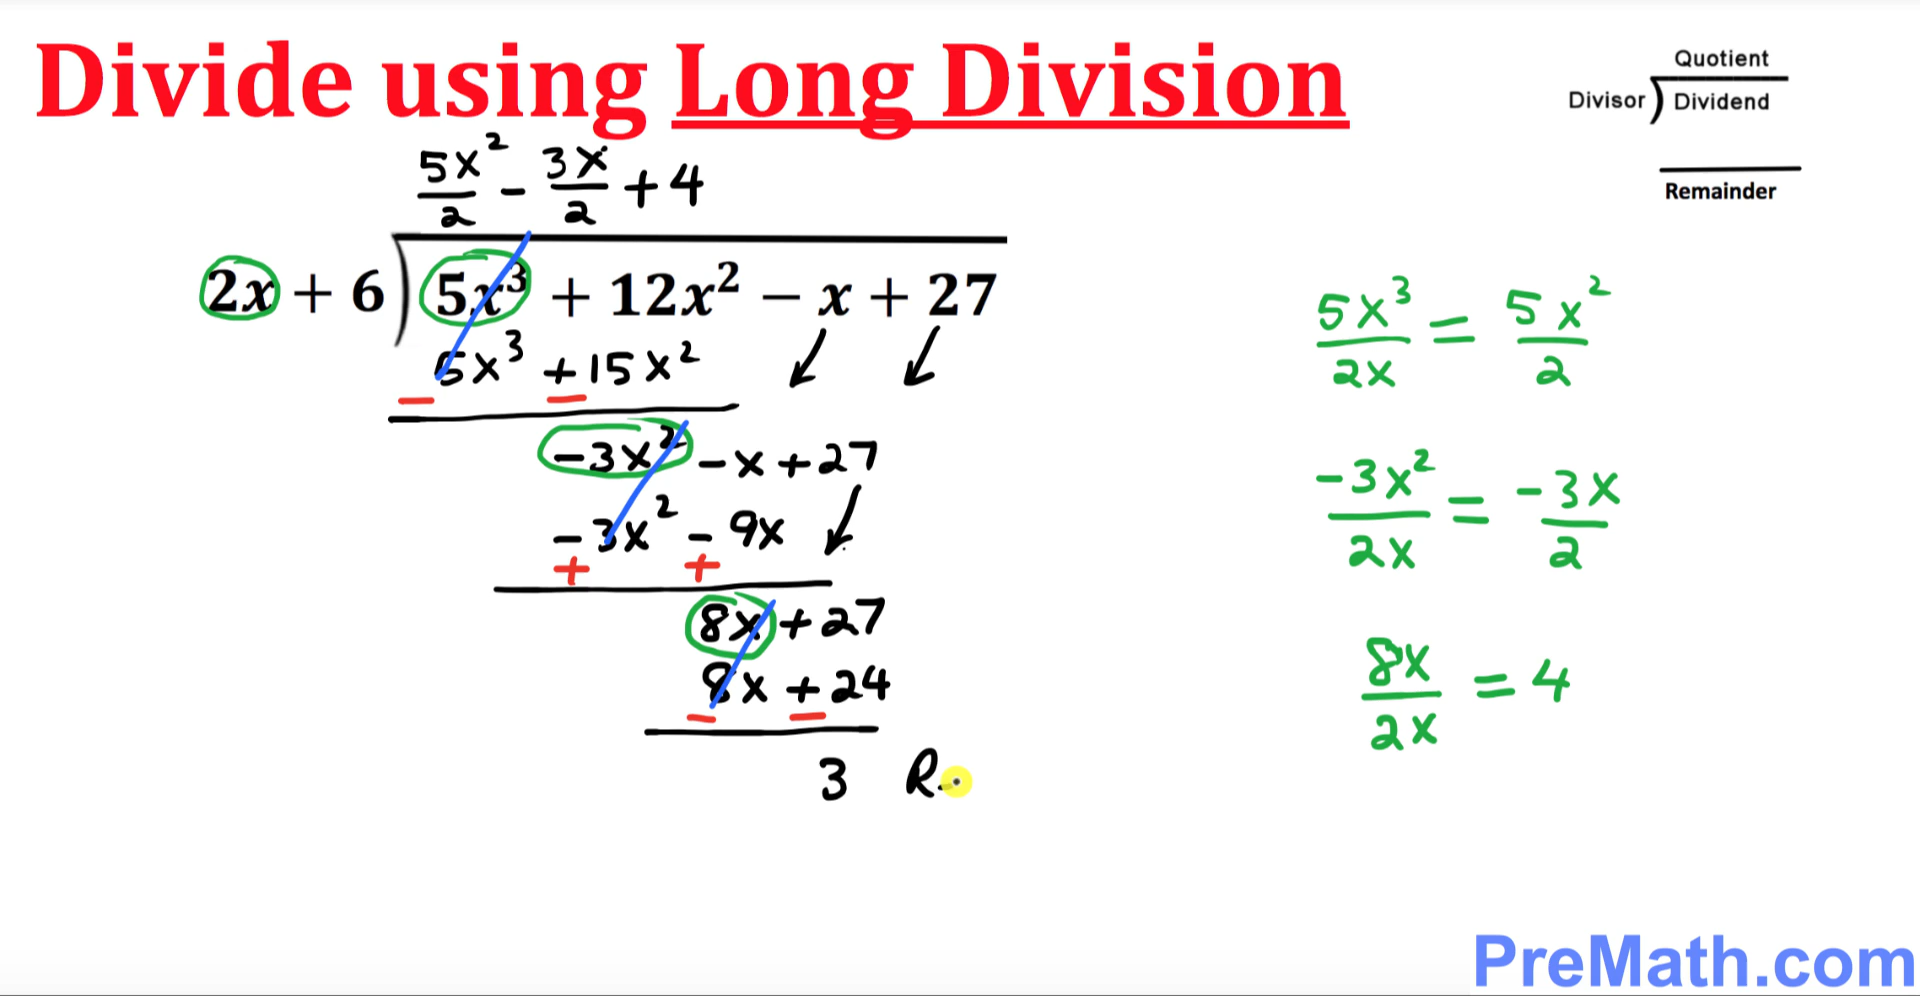 Divide using Long Division
Quotient
Divisor ) Dividend
Remainder
5x²/2 - 3x/2 + 4
2x + 6 ) 5x³ + 12x² − x + 27
5x³ + 15x²
− −
-3x² - x + 27
-3x² - 9x
+ +
8x + 27
8x + 24
− −
3 R.
5x³/2x = 5x²/2
-3x²/2x = -3x/2
8x/2x = 4
PreMath.com